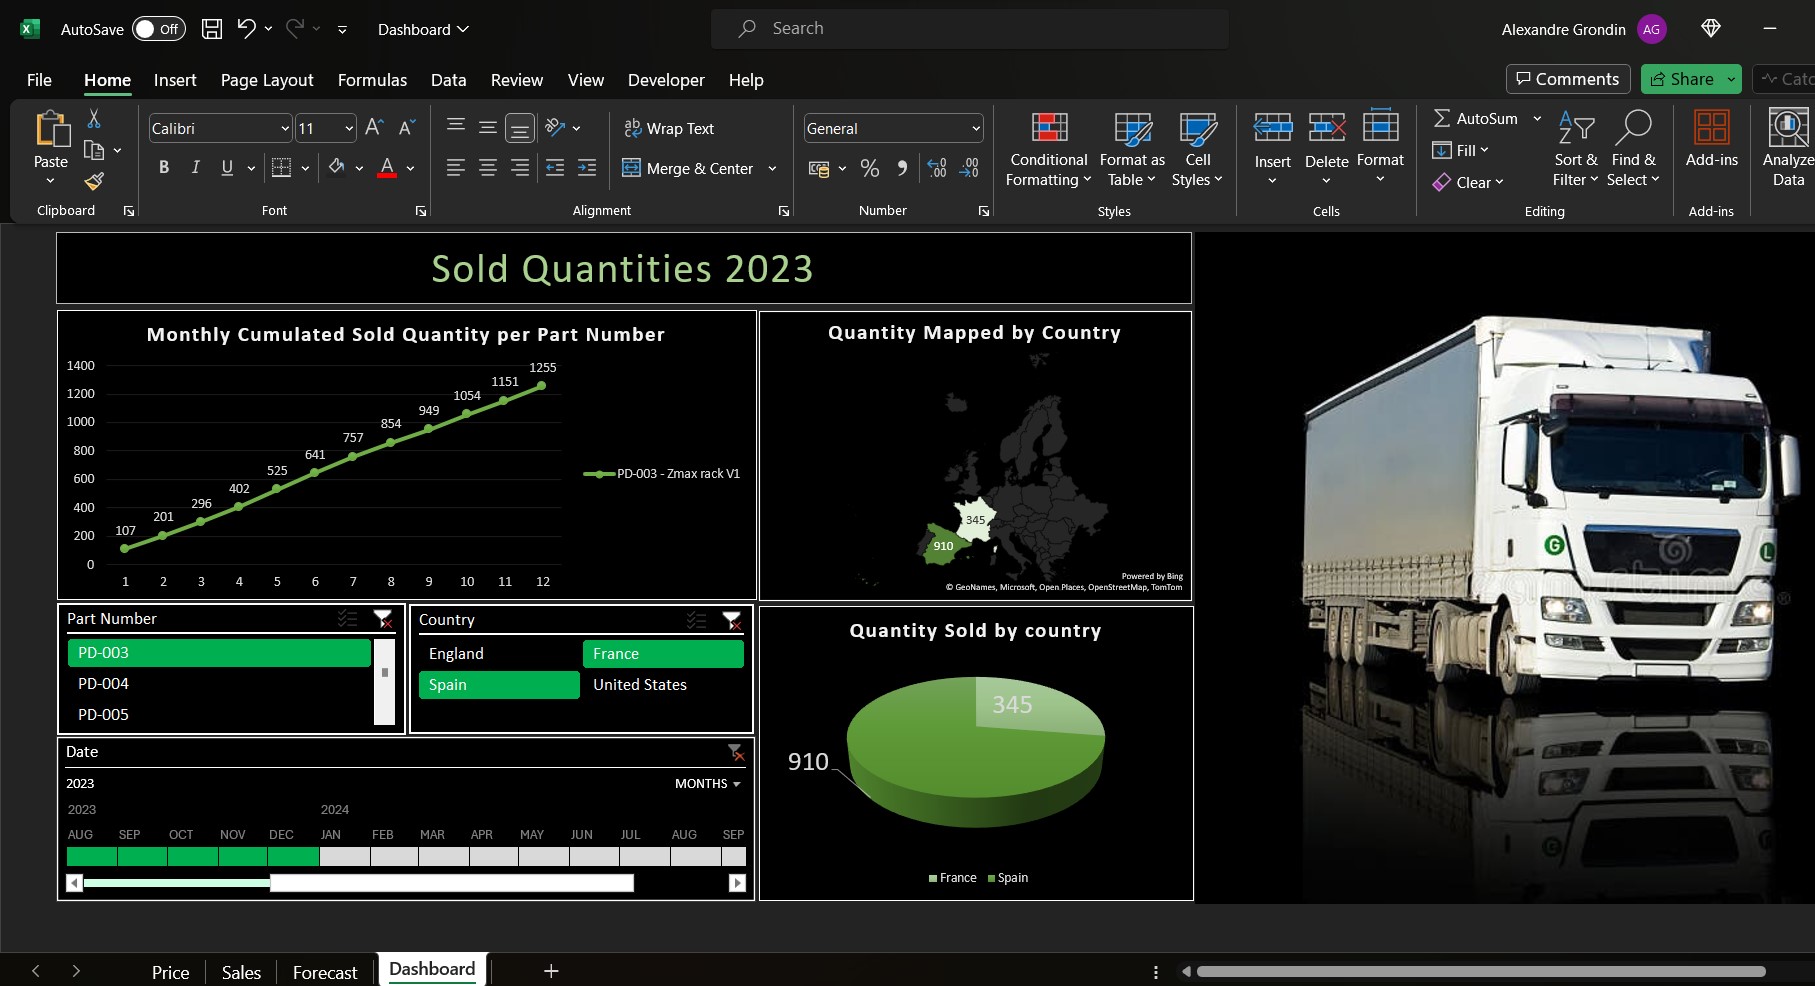 AutoSave Off Dashboard Search Alexandre Grondin AG
File Home Insert Page Layout Formulas Data Review View Developer Help Comments Share
Calibri 11 Wrap Text General AutoSum
Paste Conditional Formatting Format as Table Cell Styles Insert Delete Format Fill Sort & Filter Find & Select Add-ins Analyze Data
B I U A Merge & Center Clear
Clipboard Font Alignment Number Styles Cells Editing Add-ins
Sold Quantities 2023
Monthly Cumulated Sold Quantity per Part Number
1400
1200
1000
800
600
400
200
0
107 201 296 402 525 641 757 854 949 1054 1151 1255
1 2 3 4 5 6 7 8 9 10 11 12
PD-003 - Zmax rack V1
Quantity Mapped by Country
345
910
Powered by Bing
© GeoNames, Microsoft, Open Places, OpenStreetMap, TomTom
Part Number
PD-003
PD-004
PD-005
Country
England France
Spain United States
Date
2023 MONTHS
2023 2024
AUG SEP OCT NOV DEC JAN FEB MAR APR MAY JUN JUL AUG SEP
Quantity Sold by country
345
910
France Spain
G L
Price Sales Forecast Dashboard